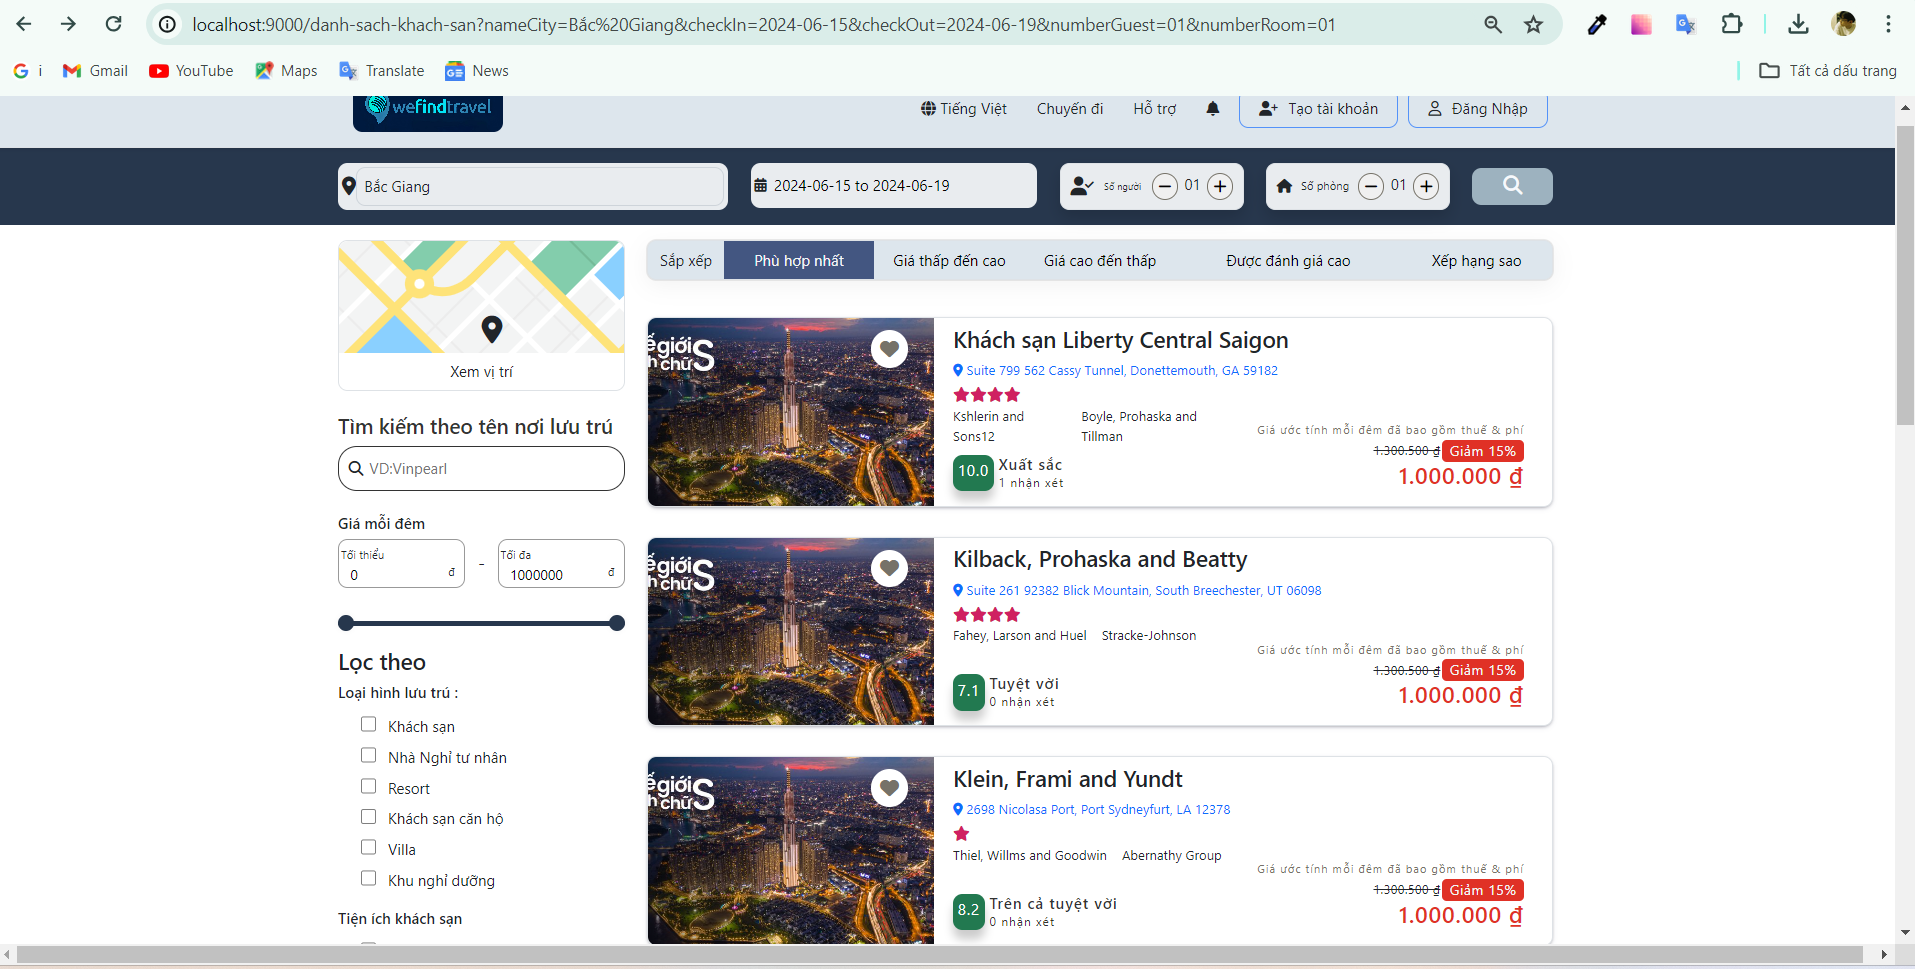 localhost:9000/danh-sach-khach-san?nameCity=Bắc%20Giang&checkIn=2024-06-15&checkOut=2024-06-19&numberGuest=01&numberRoom=01
i Gmail YouTube Maps Translate News Tất cả dấu trang
wefindtravel Tiếng Việt Chuyến đi Hỗ trợ Tạo tài khoản Đăng Nhập
Bắc Giang 2024-06-15 to 2024-06-19 Số người 01 Số phòng 01
Xem vị trí
Tìm kiếm theo tên nơi lưu trú
VD:Vinpearl
Giá mỗi đêm
Tối thiểu
0 đ
-
Tối đa
1000000 đ
Lọc theo
Loại hình lưu trú :
Khách sạn
Nhà Nghỉ tư nhân
Resort
Khách sạn căn hộ
Villa
Khu nghỉ dưỡng
Tiện ích khách sạn
Sắp xếp Phù hợp nhất Giá thấp đến cao Giá cao đến thấp Được đánh giá cao Xếp hạng sao
ế giới
h chữ S
Khách sạn Liberty Central Saigon
Suite 799 562 Cassy Tunnel, Donettemouth, GA 59182
Kshlerin and Sons12
Boyle, Prohaska and Tillman
10.0 Xuất sắc
1 nhận xét
Giá ước tính mỗi đêm đã bao gồm thuế & phí
1.300.500 ₫ Giảm 15%
1.000.000 ₫
ế giới
h chữ S
Kilback, Prohaska and Beatty
Suite 261 92382 Blick Mountain, South Breechester, UT 06098
Fahey, Larson and Huel Stracke-Johnson
7.1 Tuyệt vời
0 nhận xét
Giá ước tính mỗi đêm đã bao gồm thuế & phí
1.300.500 ₫ Giảm 15%
1.000.000 ₫
ế giới
h chữ S
Klein, Frami and Yundt
2698 Nicolasa Port, Port Sydneyfurt, LA 12378
Thiel, Willms and Goodwin Abernathy Group
8.2 Trên cả tuyệt vời
0 nhận xét
Giá ước tính mỗi đêm đã bao gồm thuế & phí
1.300.500 ₫ Giảm 15%
1.000.000 ₫